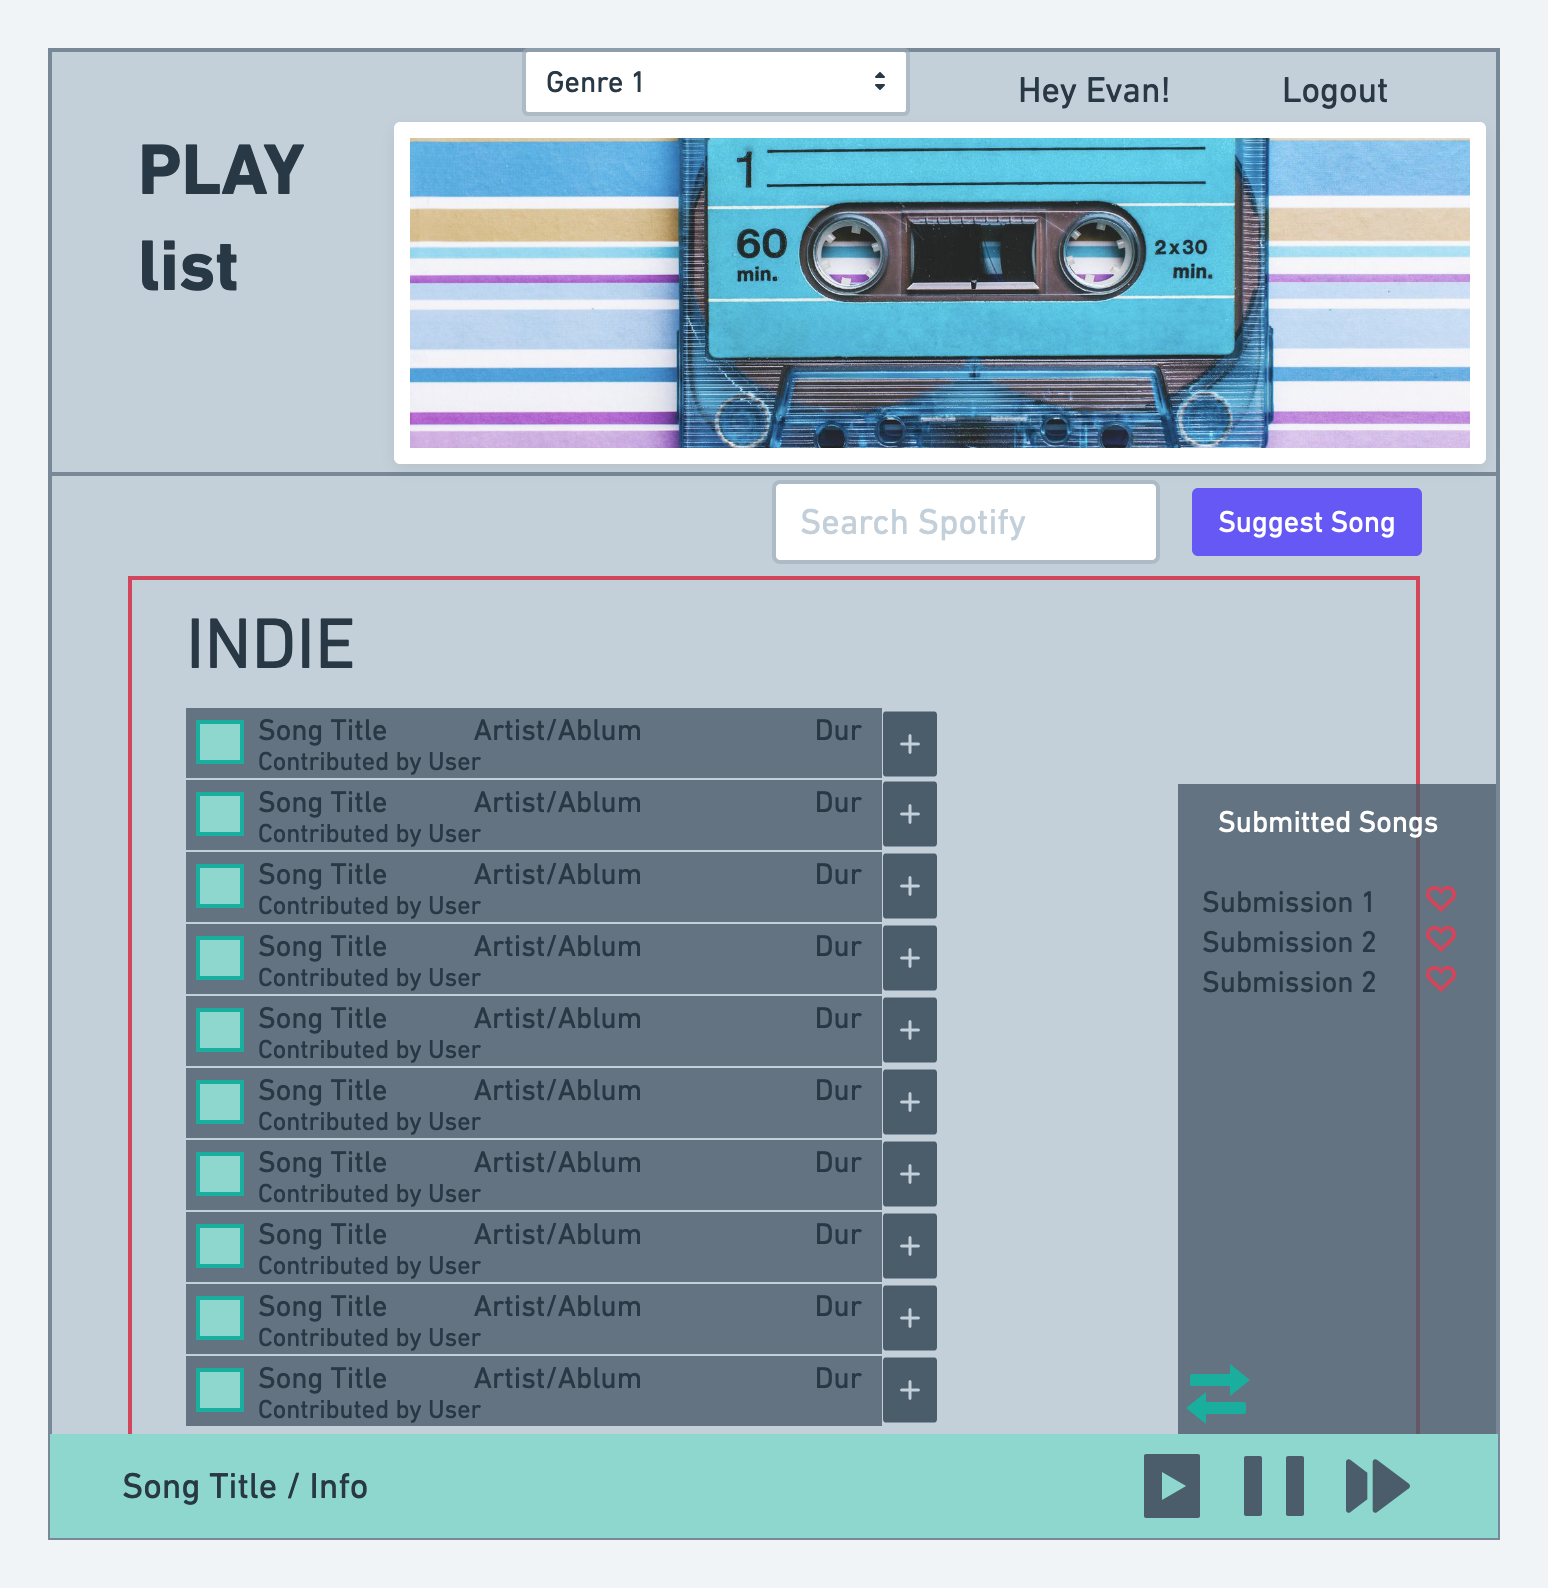 Genre 1
Hey Evan!
Logout
PLAY
list
1
60
min.
2x30
min.
Search Spotify
Suggest Song
INDIE
Song Title Artist/Ablum Dur +
Contributed by User
Song Title Artist/Ablum Dur +
Contributed by User
Song Title Artist/Ablum Dur +
Contributed by User
Song Title Artist/Ablum Dur +
Contributed by User
Song Title Artist/Ablum Dur +
Contributed by User
Song Title Artist/Ablum Dur +
Contributed by User
Song Title Artist/Ablum Dur +
Contributed by User
Song Title Artist/Ablum Dur +
Contributed by User
Song Title Artist/Ablum Dur +
Contributed by User
Song Title Artist/Ablum Dur +
Contributed by User
Submitted Songs
Submission 1
Submission 2
Submission 2
Song Title / Info